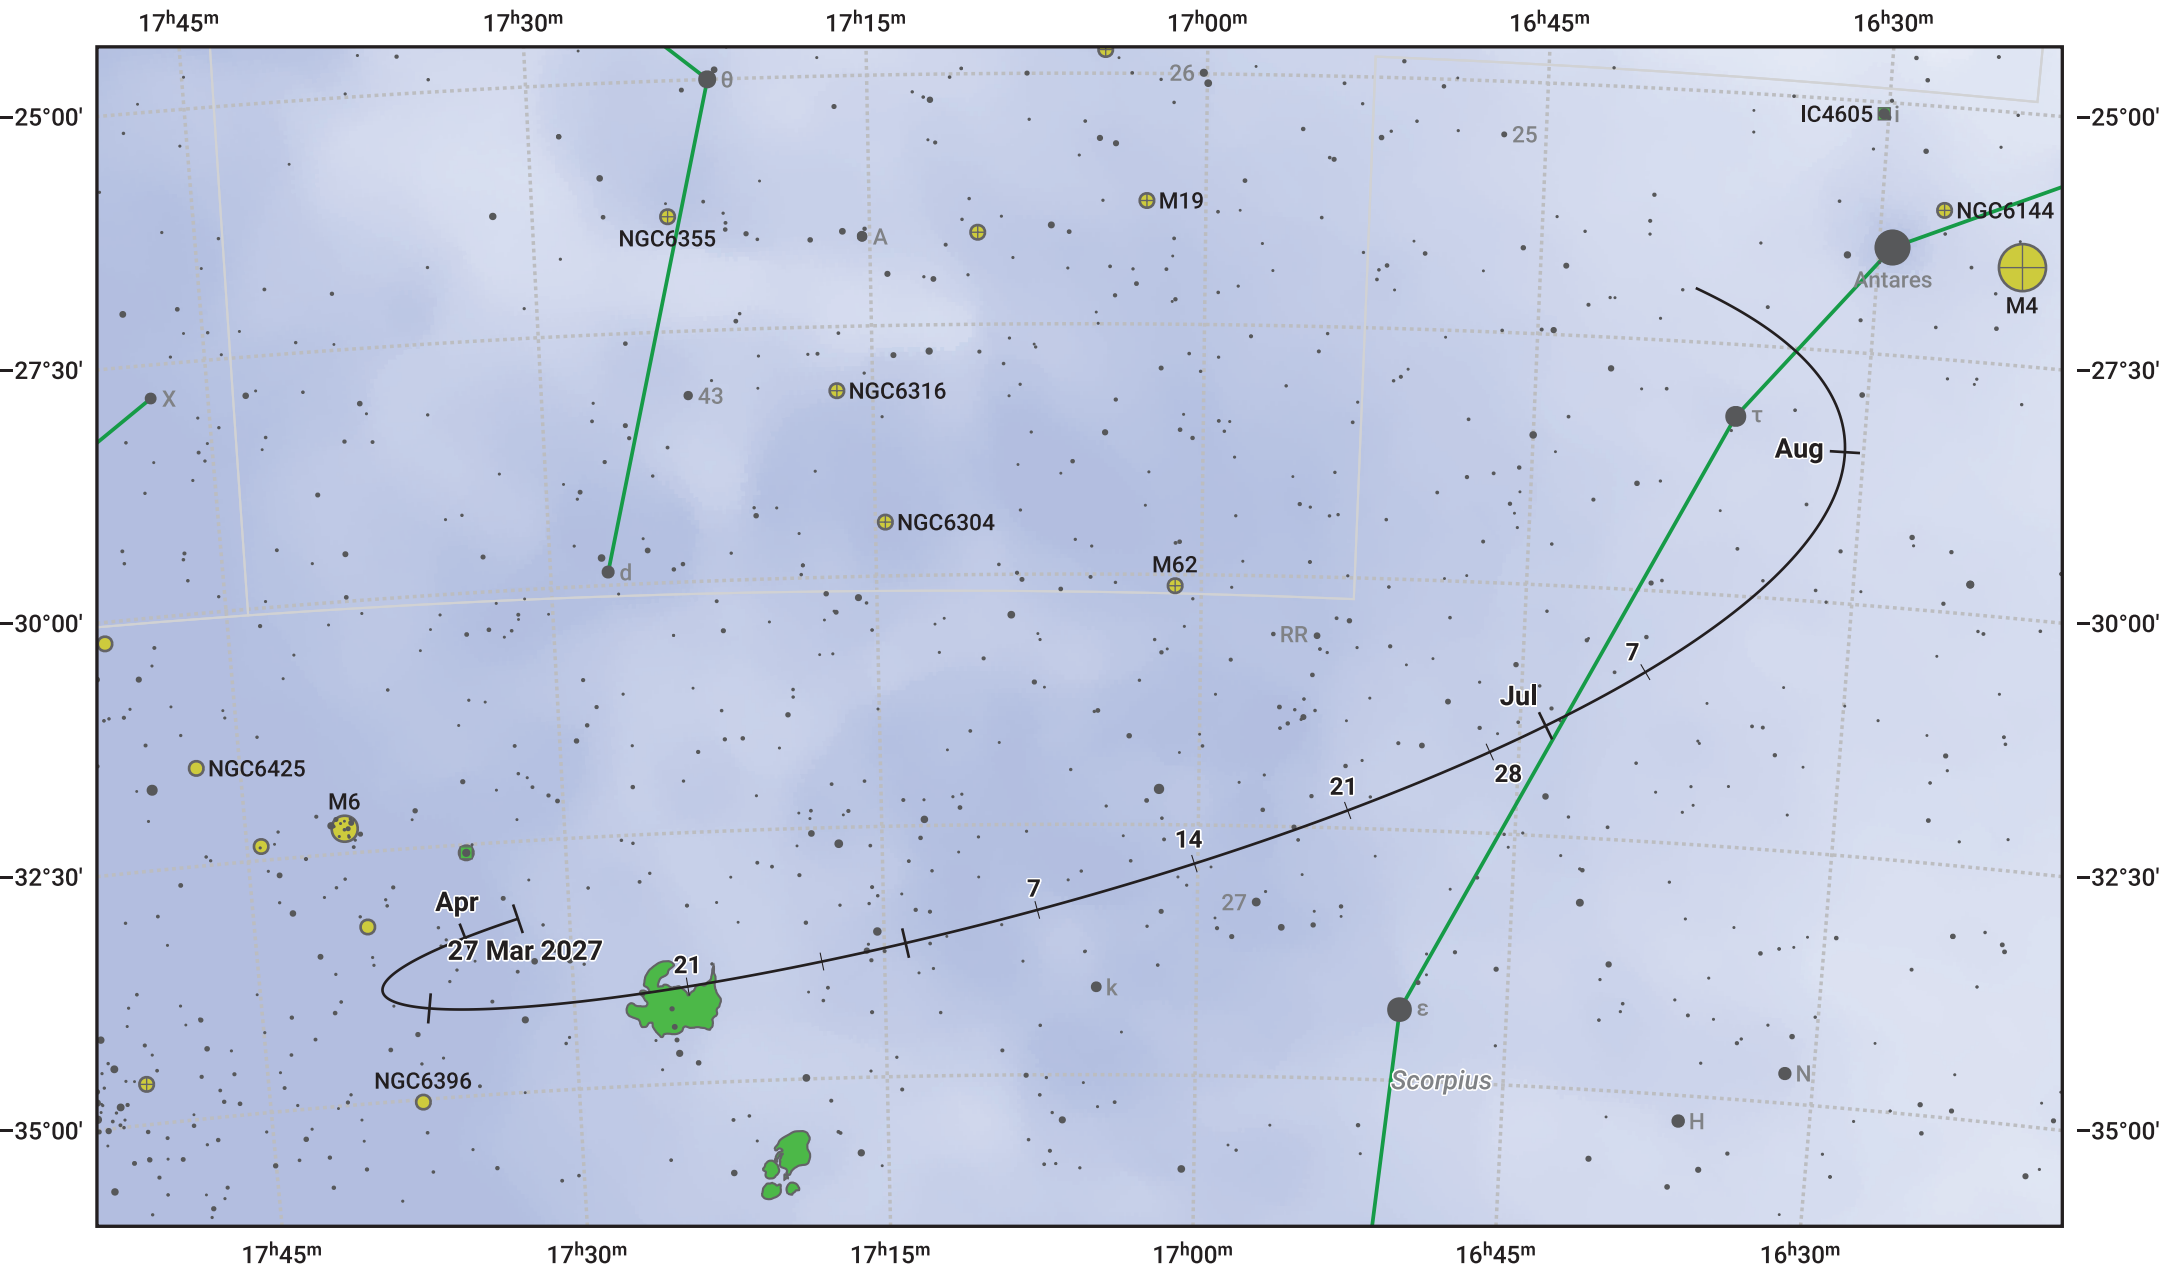 17ʰ45ᵐ 17ʰ30ᵐ 17ʰ15ᵐ 17ʰ00ᵐ 16ʰ45ᵐ 16ʰ30ᵐ
θ
26
−25°00' IC4605 i −25°00'
25
M19
NGC6144
NGC6355 A
Antares
M4
−27°30' −27°30'
X 43 NGC6316
τ
Aug
NGC6304
M62
d
−30°00' −30°00'
RR
7
Jul
NGC6425 28
21
M6
14
−32°30' −32°30'
7
Apr 27
27 Mar 2027
21
k
ε
NGC6396 Scorpius N
H
−35°00' −35°00'
17ʰ45ᵐ 17ʰ30ᵐ 17ʰ15ᵐ 17ʰ00ᵐ 16ʰ45ᵐ 16ʰ30ᵐ